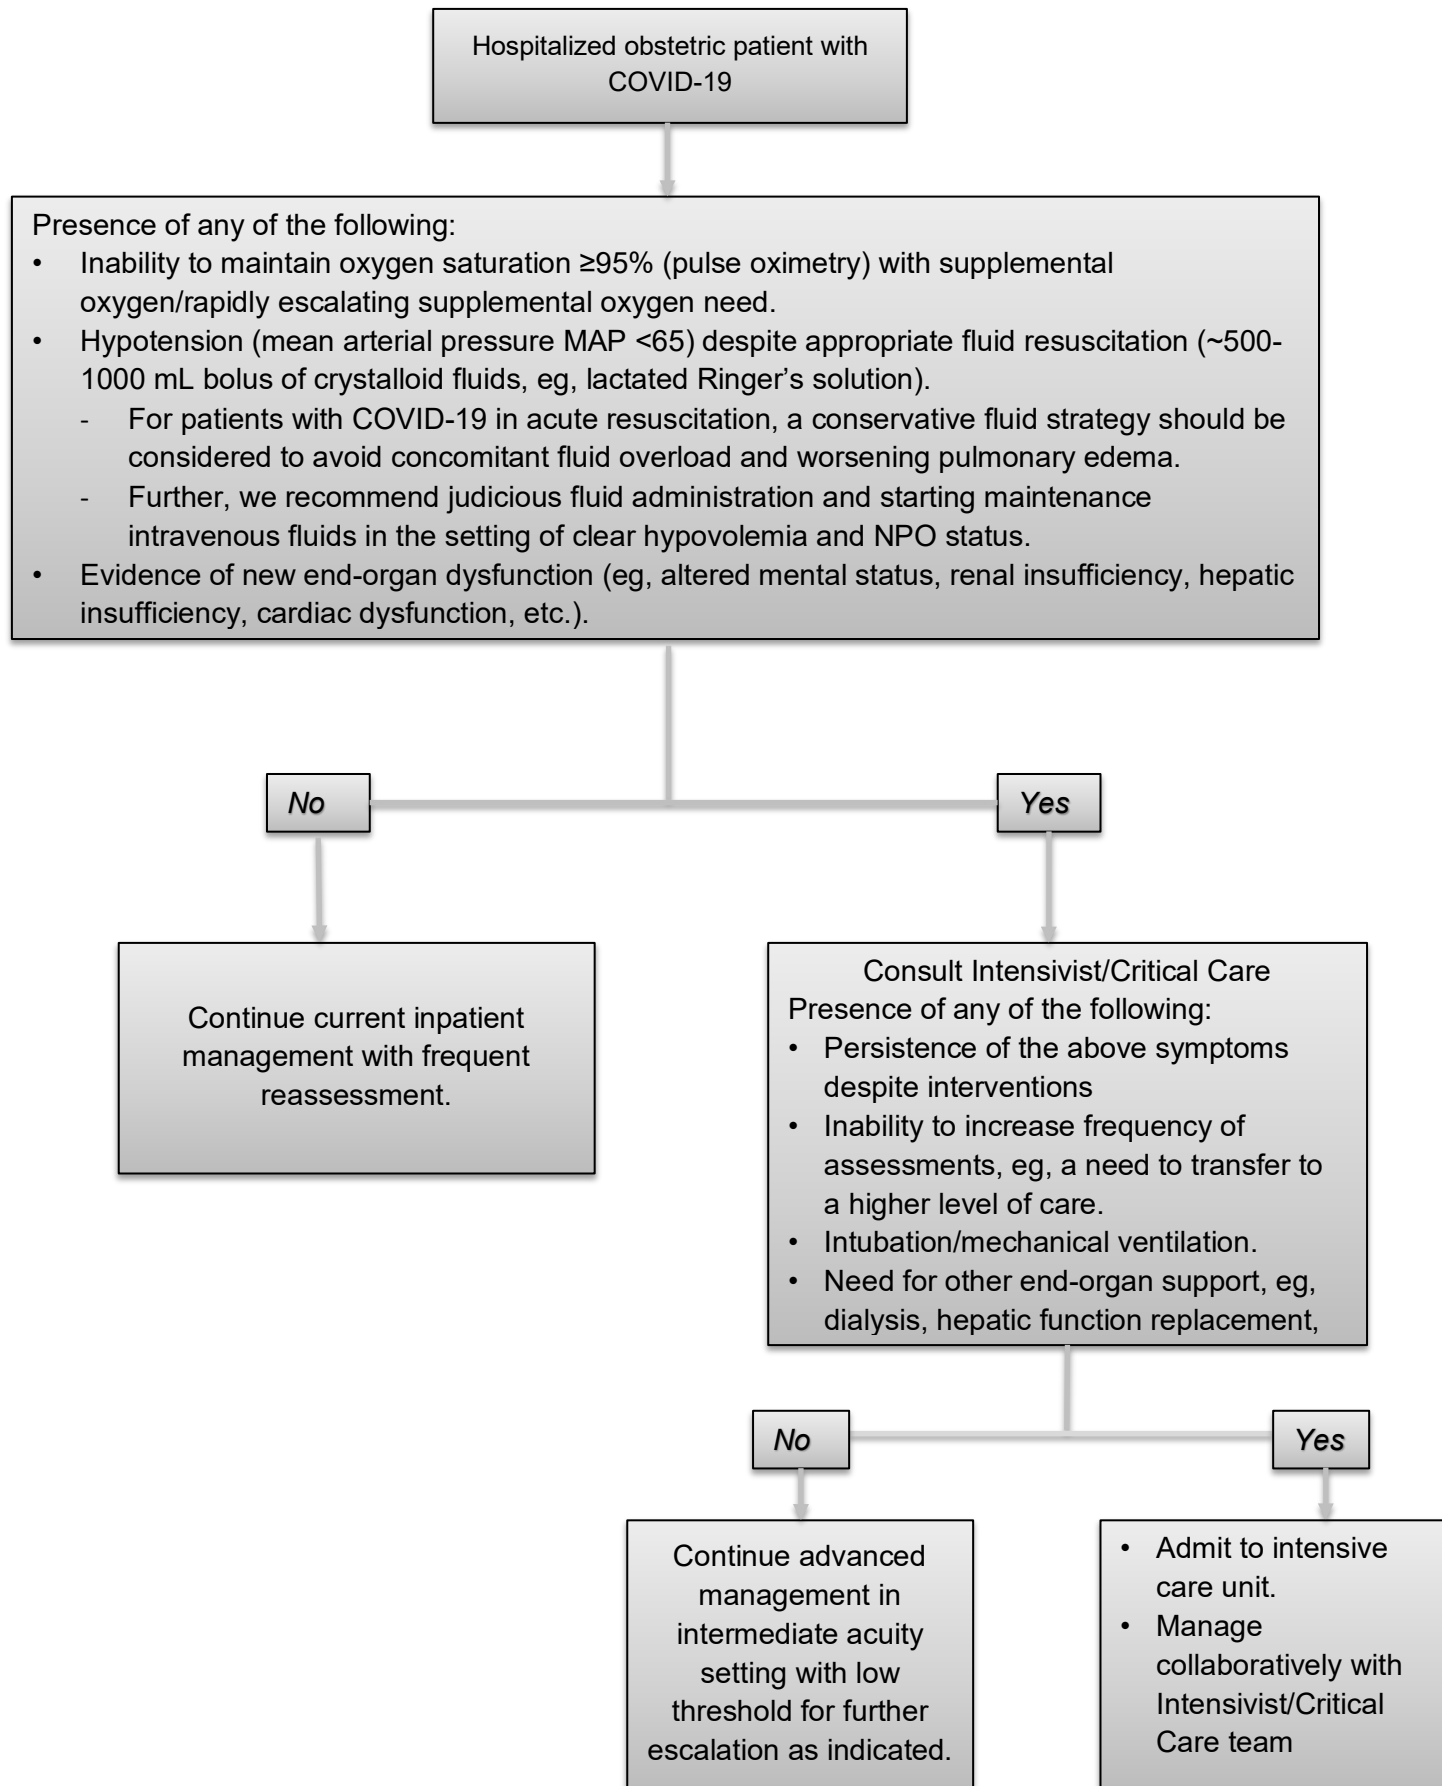 Hospitalized obstetric patient with
COVID-19
Presence of any of the following:
• Inability to maintain oxygen saturation ≥95% (pulse oximetry) with supplemental
oxygen/rapidly escalating supplemental oxygen need.
• Hypotension (mean arterial pressure MAP <65) despite appropriate fluid resuscitation (~500-
1000 mL bolus of crystalloid fluids, eg, lactated Ringer’s solution).
- For patients with COVID-19 in acute resuscitation, a conservative fluid strategy should be
considered to avoid concomitant fluid overload and worsening pulmonary edema.
- Further, we recommend judicious fluid administration and starting maintenance
intravenous fluids in the setting of clear hypovolemia and NPO status.
• Evidence of new end-organ dysfunction (eg, altered mental status, renal insufficiency, hepatic
insufficiency, cardiac dysfunction, etc.).
No
Yes
Continue current inpatient
management with frequent
reassessment.
Consult Intensivist/Critical Care
Presence of any of the following:
• Persistence of the above symptoms
despite interventions
• Inability to increase frequency of
assessments, eg, a need to transfer to
a higher level of care.
• Intubation/mechanical ventilation.
• Need for other end-organ support, eg,
dialysis, hepatic function replacement,
No
Yes
Continue advanced
management in
intermediate acuity
setting with low
threshold for further
escalation as indicated.
• Admit to intensive
care unit.
• Manage
collaboratively with
Intensivist/Critical
Care team